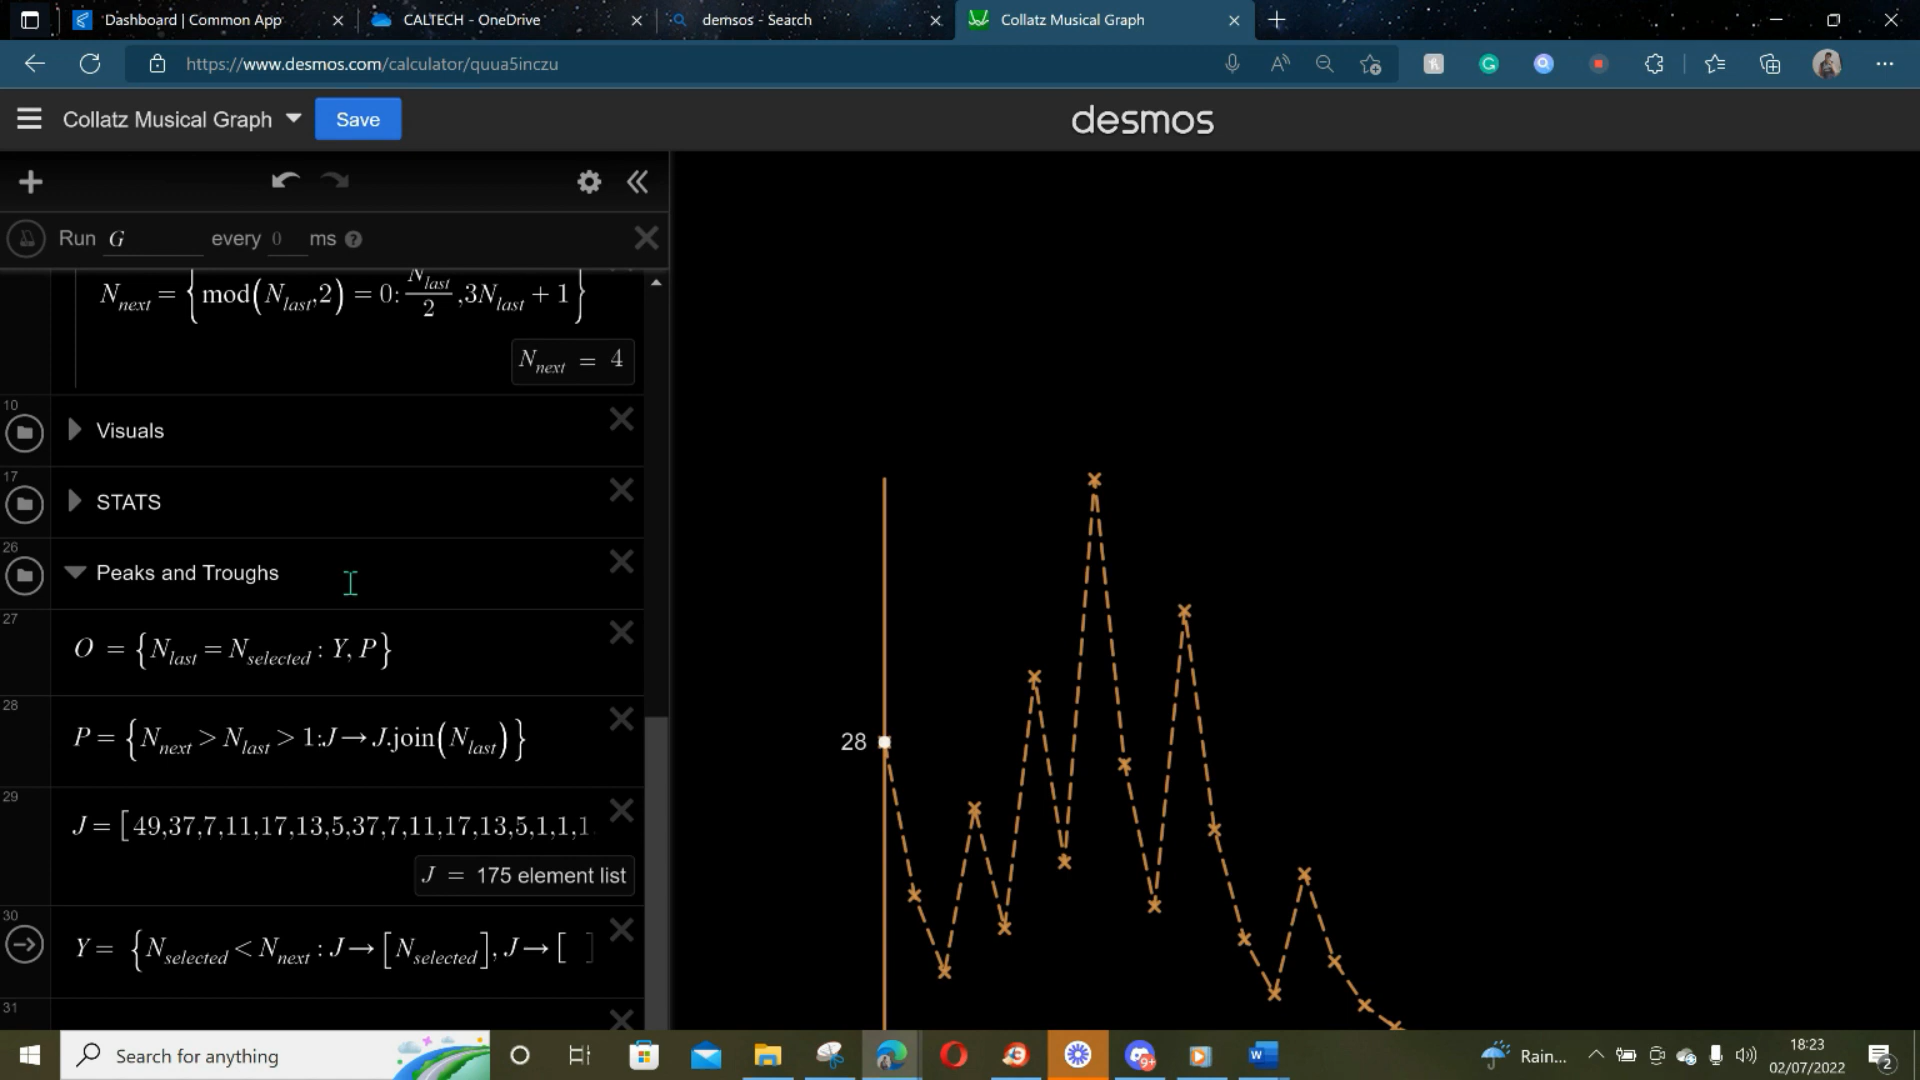 Dashboard | Common App
CALTECH - OneDrive
demsos - Search
Collatz Musical Graph
https://www.desmos.com/calculator/quua5inczu
Collatz Musical Graph
Save
desmos
Run G every 0 ms ?
N_next = {mod(N_last,2) = 0: N_last/2 ,3N_last + 1}
N_next = 4
10
Visuals
17
STATS
26
Peaks and Troughs
27
O = {N_last = N_selected : Y, P}
28
P = {N_next > N_last > 1:J→J.join(N_last)}
29
J = [49,37,7,11,17,13,5,37,7,11,17,13,5,1,1,1
J = 175 element list
30
Y = {N_selected < N_next : J→[N_selected], J→[ ]
31
28
Search for anything
9+
Rain...
18:23
02/07/2022
2